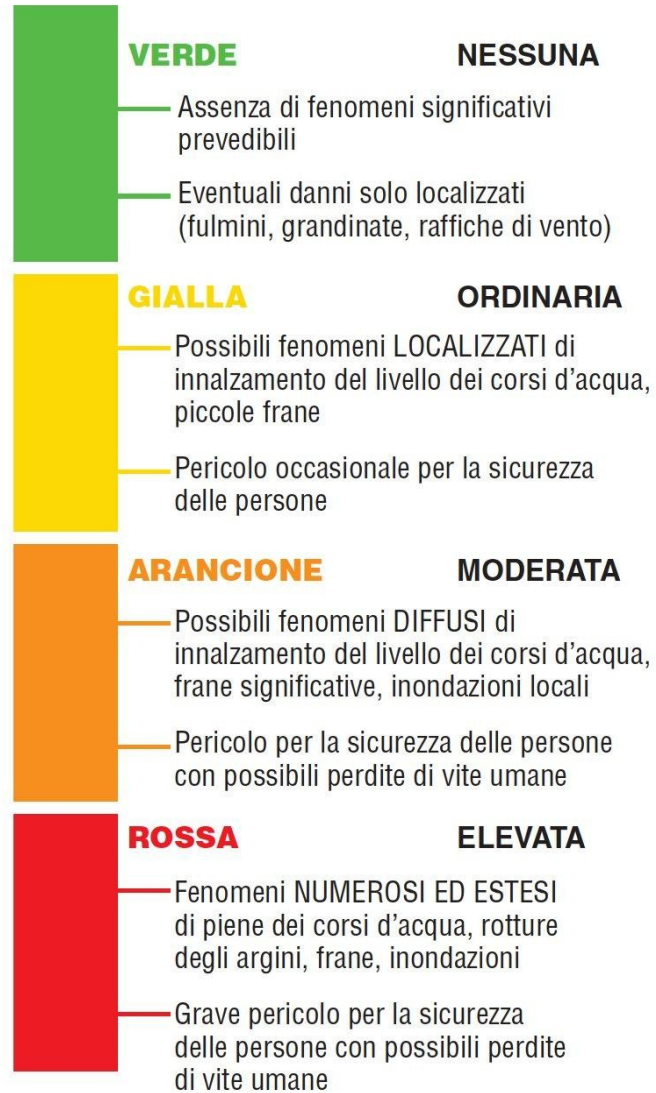 VERDE NESSUNA
Assenza di fenomeni significativi
prevedibili
Eventuali danni solo localizzati
(fulmini, grandinate, raffiche di vento)
GIALLA ORDINARIA
Possibili fenomeni LOCALIZZATI di
innalzamento del livello dei corsi d’acqua,
piccole frane
Pericolo occasionale per la sicurezza
delle persone
ARANCIONE MODERATA
Possibili fenomeni DIFFUSI di
innalzamento del livello dei corsi d’acqua,
frane significative, inondazioni locali
Pericolo per la sicurezza delle persone
con possibili perdite di vite umane
ROSSA ELEVATA
Fenomeni NUMEROSI ED ESTESI
di piene dei corsi d’acqua, rotture
degli argini, frane, inondazioni
Grave pericolo per la sicurezza
delle persone con possibili perdite
di vite umane